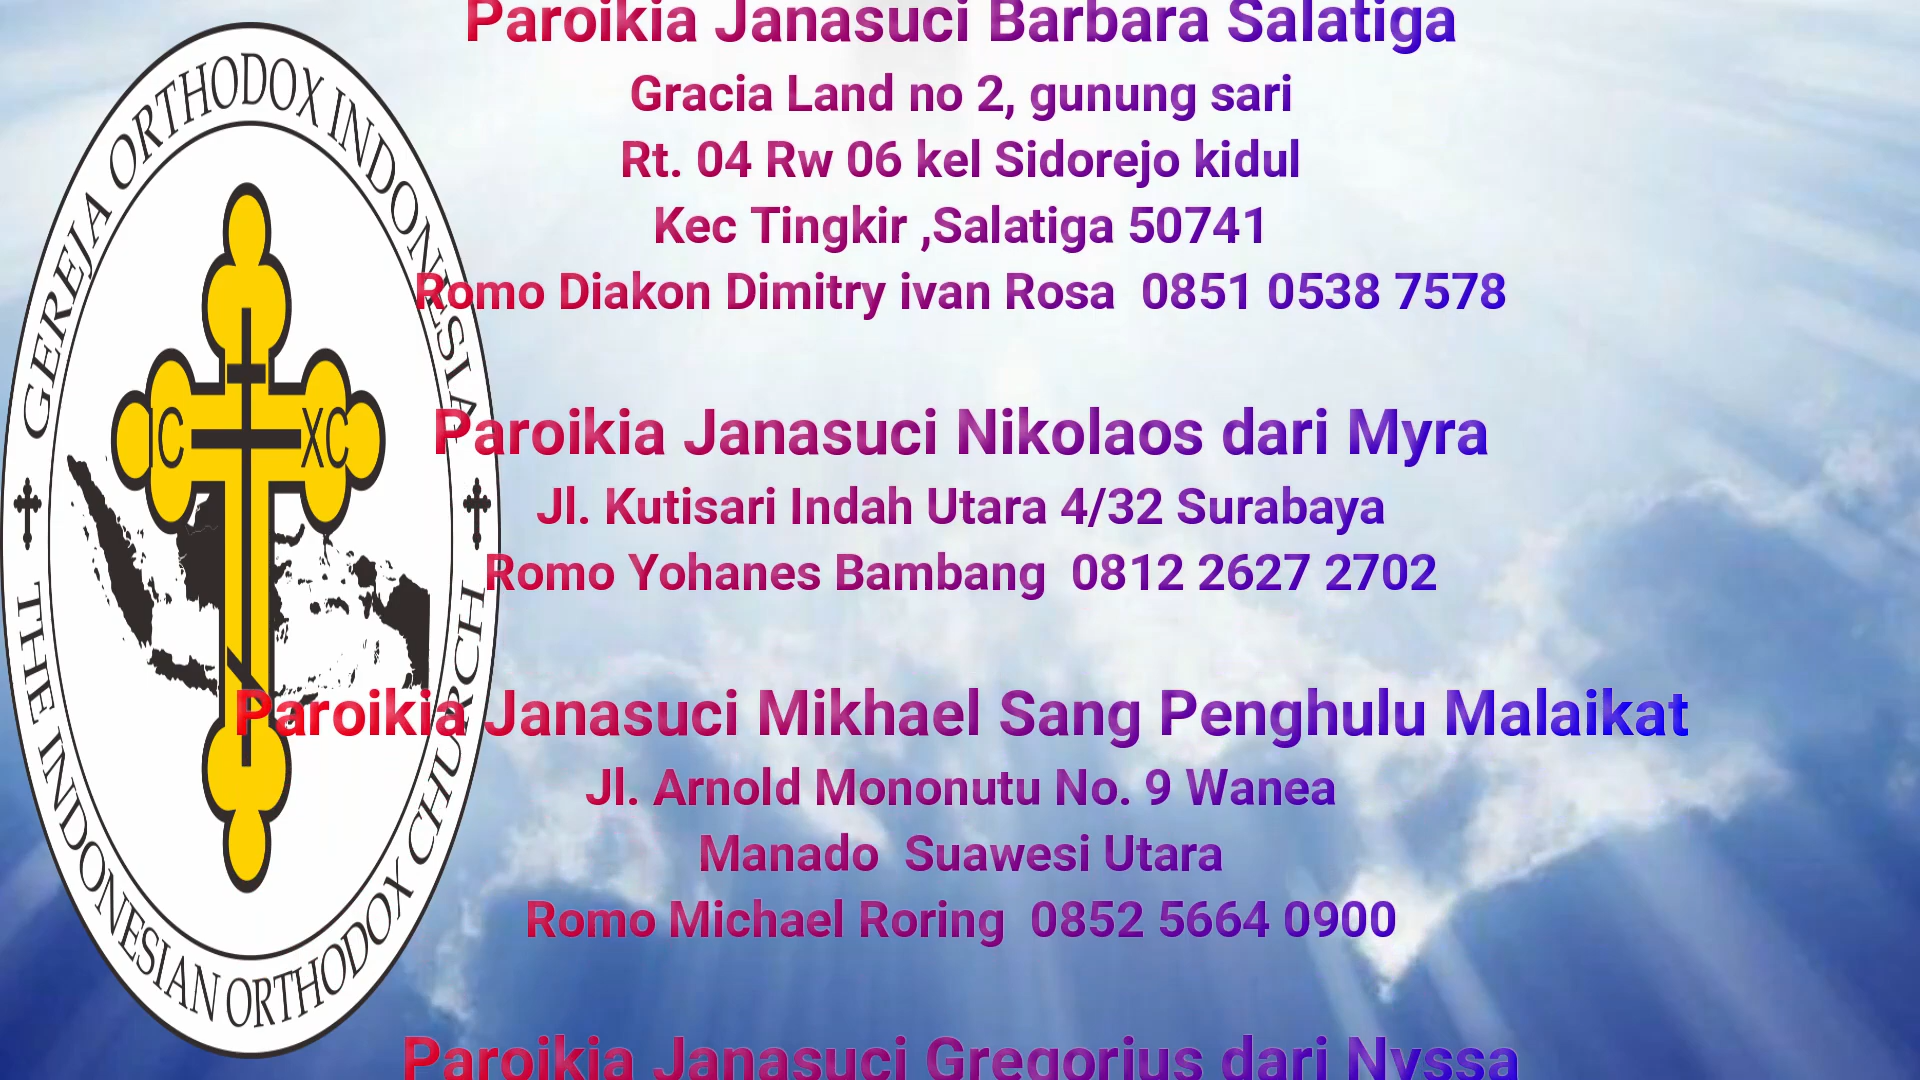 GEREJA ORTHODOX INDONESIA
THE INDONESIAN ORTHODOX CHURCH
IC XC
Paroikia Janasuci Barbara Salatiga
Gracia Land no 2, gunung sari
Rt. 04 Rw 06 kel Sidorejo kidul
Kec Tingkir ,Salatiga 50741
Romo Diakon Dimitry ivan Rosa 0851 0538 7578
Paroikia Janasuci Nikolaos dari Myra
Jl. Kutisari Indah Utara 4/32 Surabaya
Romo Yohanes Bambang 0812 2627 2702
Paroikia Janasuci Mikhael Sang Penghulu Malaikat
Jl. Arnold Mononutu No. 9 Wanea
Manado Suawesi Utara
Romo Michael Roring 0852 5664 0900
Paroikia Janasuci Gregorius dari Nyssa